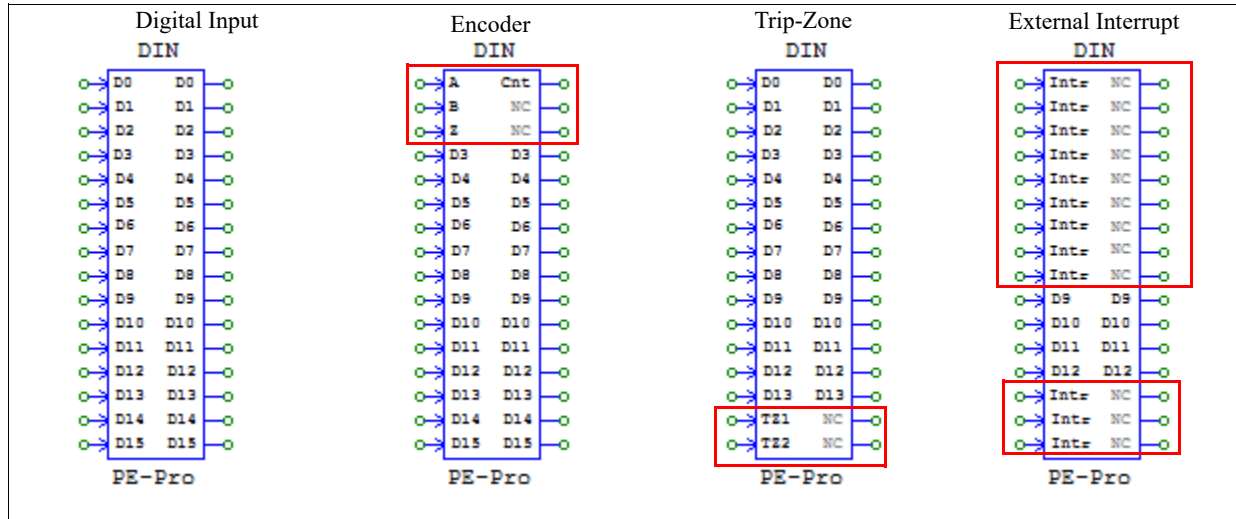 Digital Input Encoder Trip-Zone External Interrupt
DIN DIN DIN DIN
D0 D0 A Cnt D0 D0 Intr NC
D1 D1 B NC D1 D1 Intr NC
D2 D2 Z NC D2 D2 Intr NC
D3 D3 D3 D3 D3 D3 Intr NC
D4 D4 D4 D4 D4 D4 Intr NC
D5 D5 D5 D5 D5 D5 Intr NC
D6 D6 D6 D6 D6 D6 Intr NC
D7 D7 D7 D7 D7 D7 Intr NC
D8 D8 D8 D8 D8 D8 Intr NC
D9 D9 D9 D9 D9 D9 D9 D9
D10 D10 D10 D10 D10 D10 D10 D10
D11 D11 D11 D11 D11 D11 D11 D11
D12 D12 D12 D12 D12 D12 D12 D12
D13 D13 D13 D13 D13 D13 Intr NC
D14 D14 D14 D14 TZ1 NC Intr NC
D15 D15 D15 D15 TZ2 NC Intr NC
PE-Pro PE-Pro PE-Pro PE-Pro